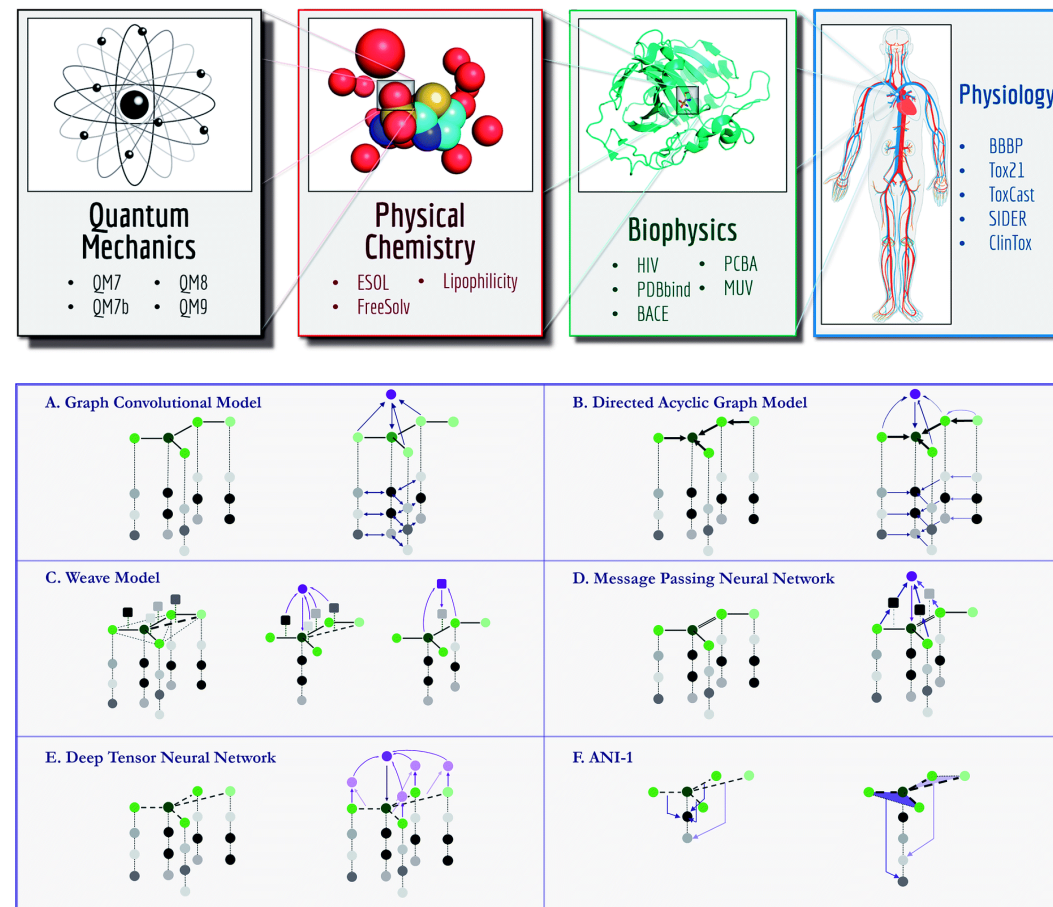 Quantum
Mechanics
• QM7 • QM8
• QM7b • QM9
Physical
Chemistry
• ESOL • Lipophilicity
• FreeSolv
Biophysics
• HIV • PCBA
• PDBbind • MUV
• BACE
Physiology
• BBBP
• Tox21
• ToxCast
• SIDER
• ClinTox
A. Graph Convolutional Model
B. Directed Acyclic Graph Model
C. Weave Model
D. Message Passing Neural Network
E. Deep Tensor Neural Network
F. ANI-1